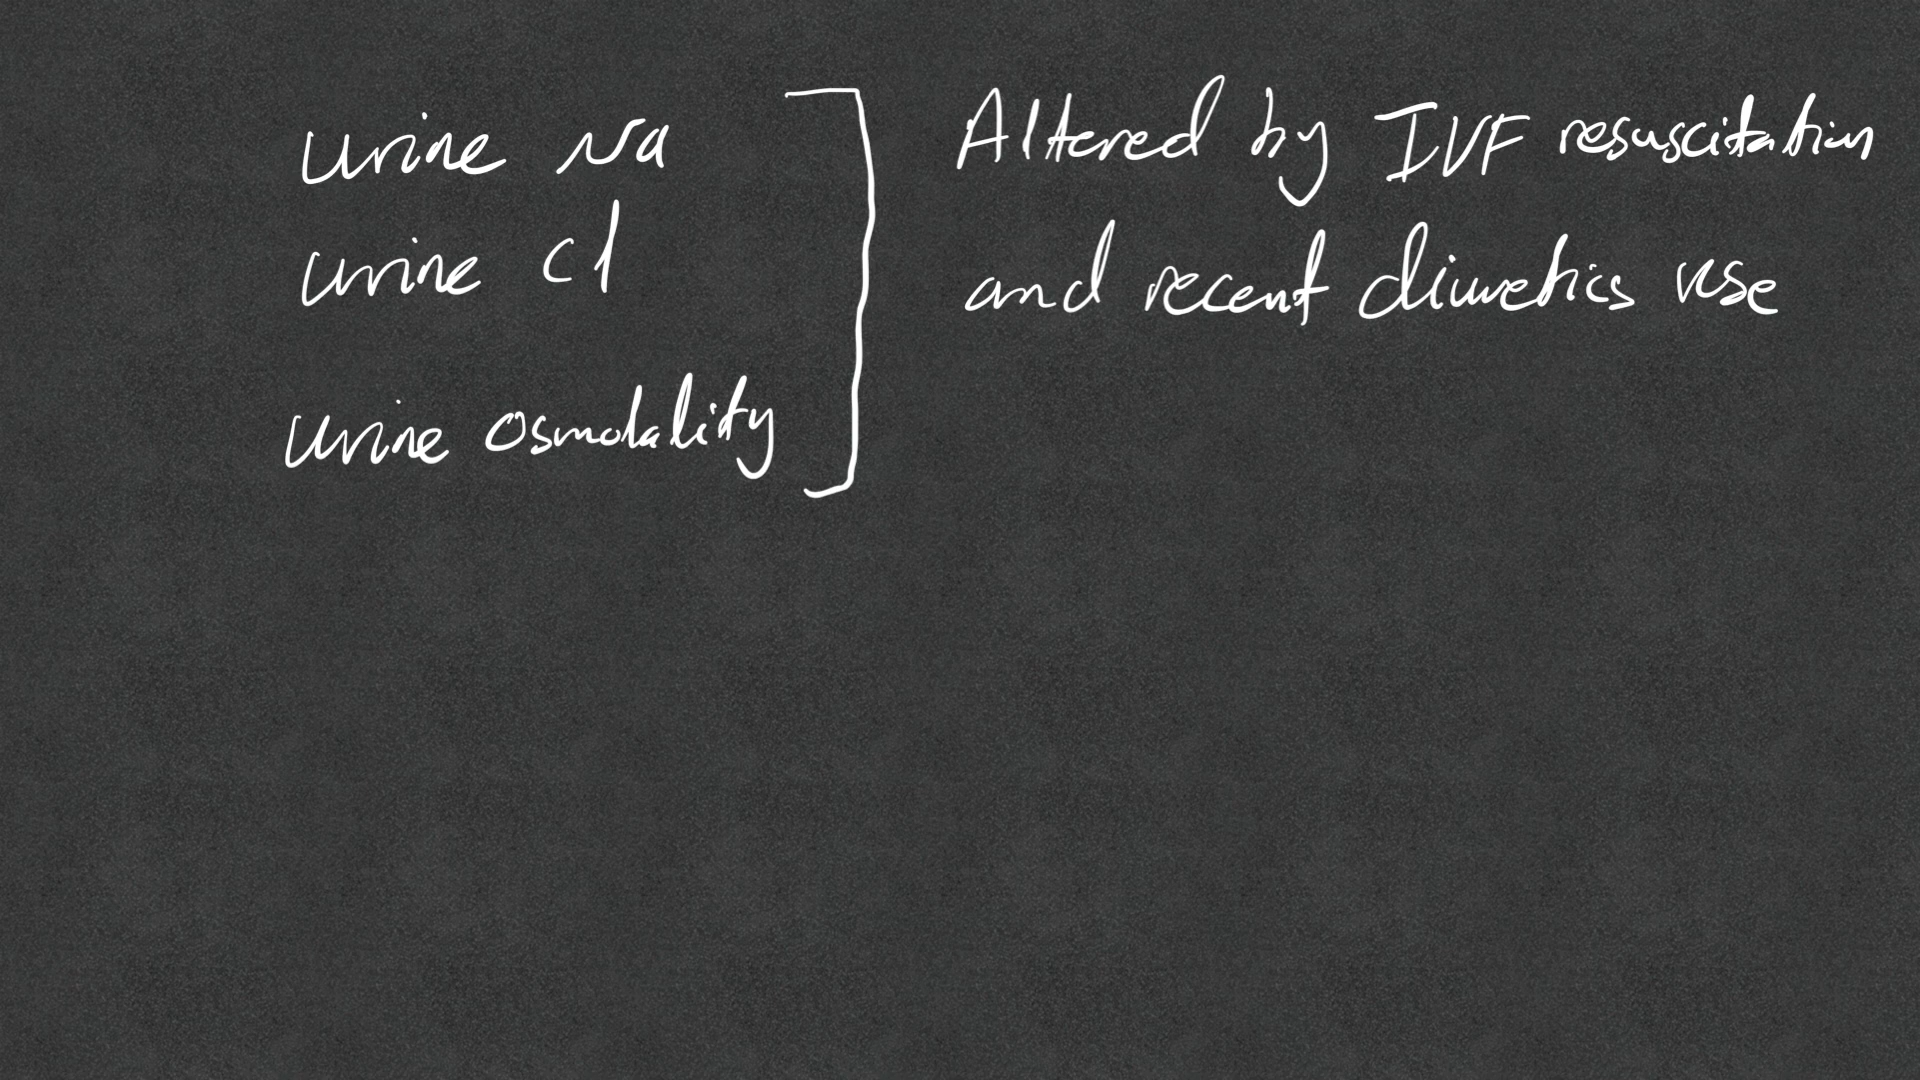 urine Na
urine Cl
urine osmolality
Altered by IVF resuscitation
and recent diuretics use